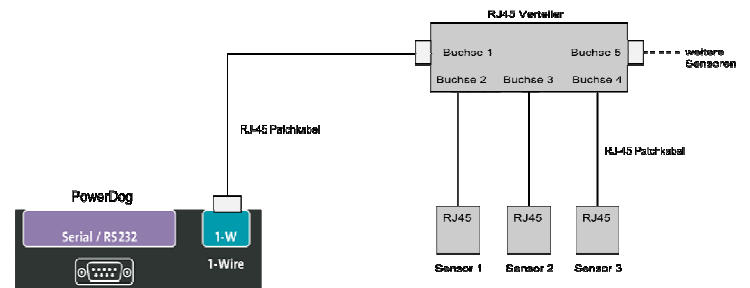 RJ45 Verteiler
Buchse 1
Buchse 5
weitere
Sensoren
Buchse 2
Buchse 3
Buchse 4
RJ-45 Patchkabel
RJ-45 Patchkabel
PowerDog
Serial / RS232
1-W
1-Wire
RJ45
RJ45
RJ45
Sensor 1
Sensor 2
Sensor 3